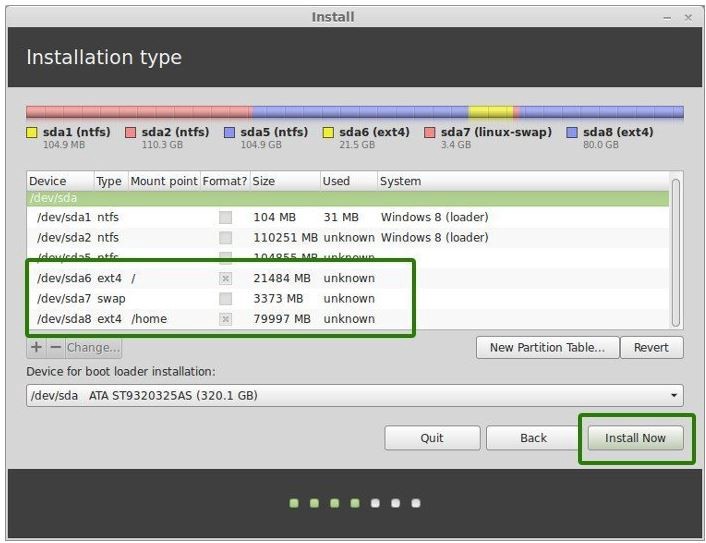 Install
Installation type
sda1 (ntfs) sda2 (ntfs) sda5 (ntfs) sda6 (ext4) sda7 (linux-swap) sda8 (ext4)
104.9 MB 110.3 GB 104.9 GB 21.5 GB 3.4 GB 80.0 GB
Device Type Mount point Format? Size Used System
/dev/sda
/dev/sda1 ntfs 104 MB 31 MB Windows 8 (loader)
/dev/sda2 ntfs 110251 MB unknown Windows 8 (loader)
/dev/sda5 ntfs 104855 MB unknown
/dev/sda6 ext4 / 21484 MB unknown
/dev/sda7 swap 3373 MB unknown
/dev/sda8 ext4 /home 79997 MB unknown
+ − Change... New Partition Table... Revert
Device for boot loader installation:
/dev/sda ATA ST9320325AS (320.1 GB)
Quit Back Install Now